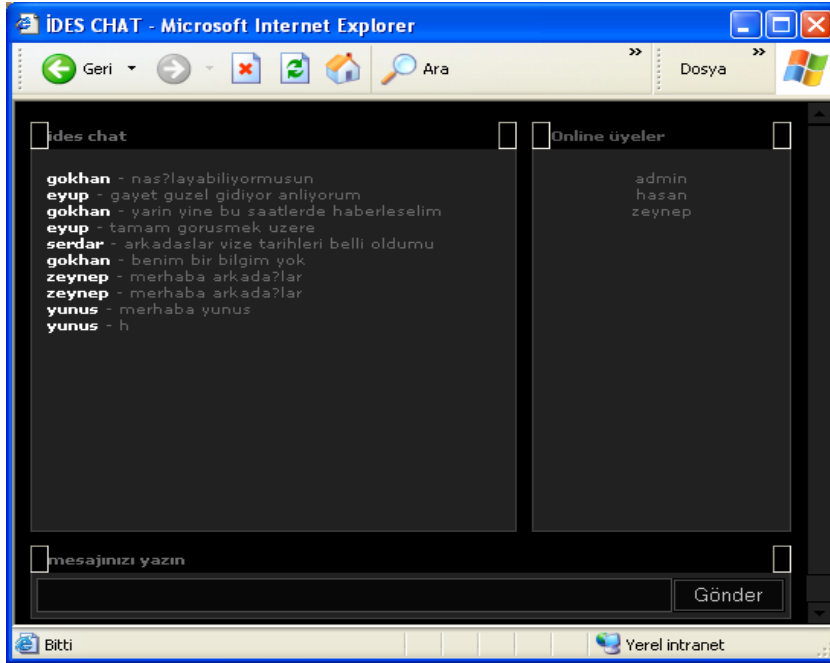 İDES CHAT - Microsoft Internet Explorer
Geri
Ara
»
Dosya
»
ides chat
Online üyeler
gokhan - nas?layabiliyormusun
eyup - gayet guzel gidiyor anliyorum
gokhan - yarin yine bu saatlerde haberleselim
eyup - tamam gorusmek uzere
serdar - arkadaslar vize tarihleri belli oldumu
gokhan - benim bir bilgim yok
zeynep - merhaba arkada?lar
zeynep - merhaba arkada?lar
yunus - merhaba yunus
yunus - h
admin
hasan
zeynep
mesajınızı yazın
Gönder
Bitti
Yerel intranet